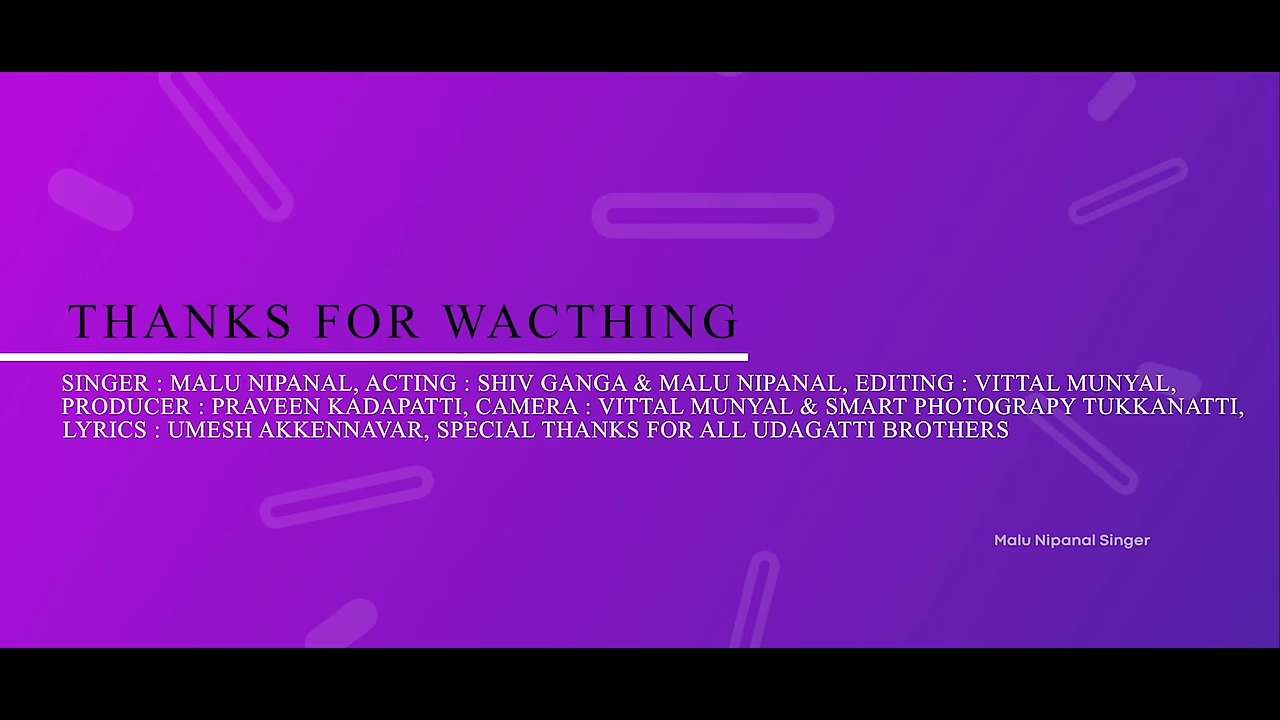 THANKS FOR WACTHING
SINGER : MALU NIPANAL, ACTING : SHIV GANGA & MALU NIPANAL, EDITING : VITTAL MUNYAL,
PRODUCER : PRAVEEN KADAPATTI, CAMERA : VITTAL MUNYAL & SMART PHOTOGRAPY TUKKANATTI,
LYRICS : UMESH AKKENNAVAR, SPECIAL THANKS FOR ALL UDAGATTI BROTHERS
Malu Nipanal Singer